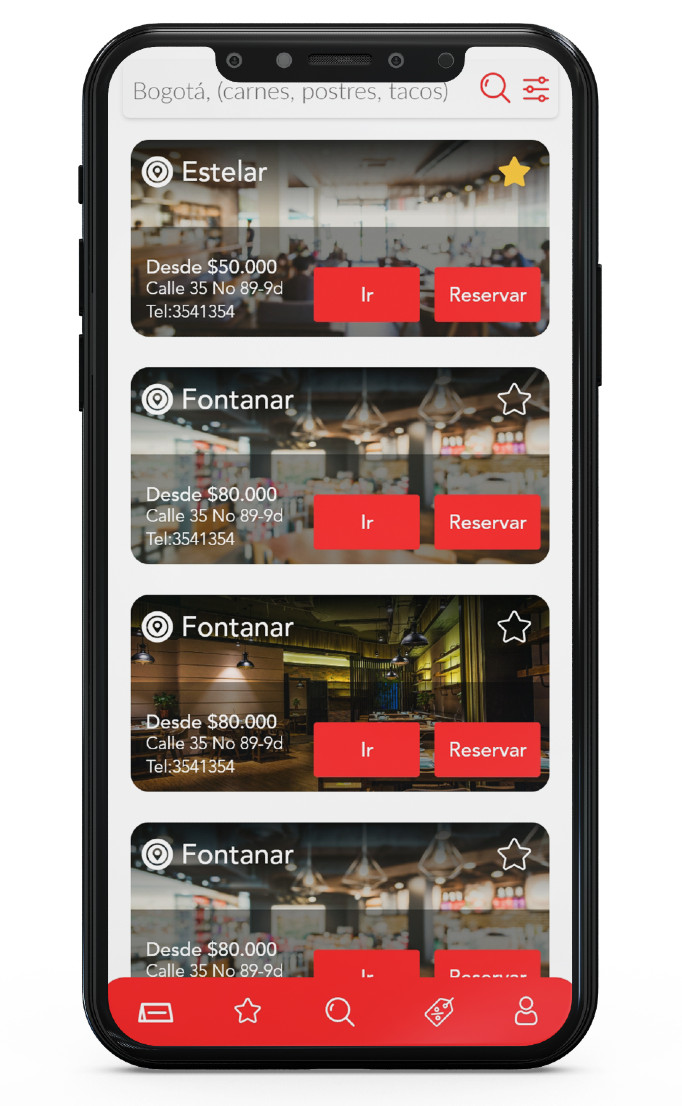 Bogotá, (carnes, postres, tacos)
Estelar
Desde $50.000
Calle 35 No 89-9d
Tel:3541354
Ir
Reservar
Fontanar
Desde $80.000
Calle 35 No 89-9d
Tel:3541354
Ir
Reservar
Fontanar
Desde $80.000
Calle 35 No 89-9d
Tel:3541354
Ir
Reservar
Fontanar
Desde $80.000
Calle 35 No 89-9d
Ir
Reservar